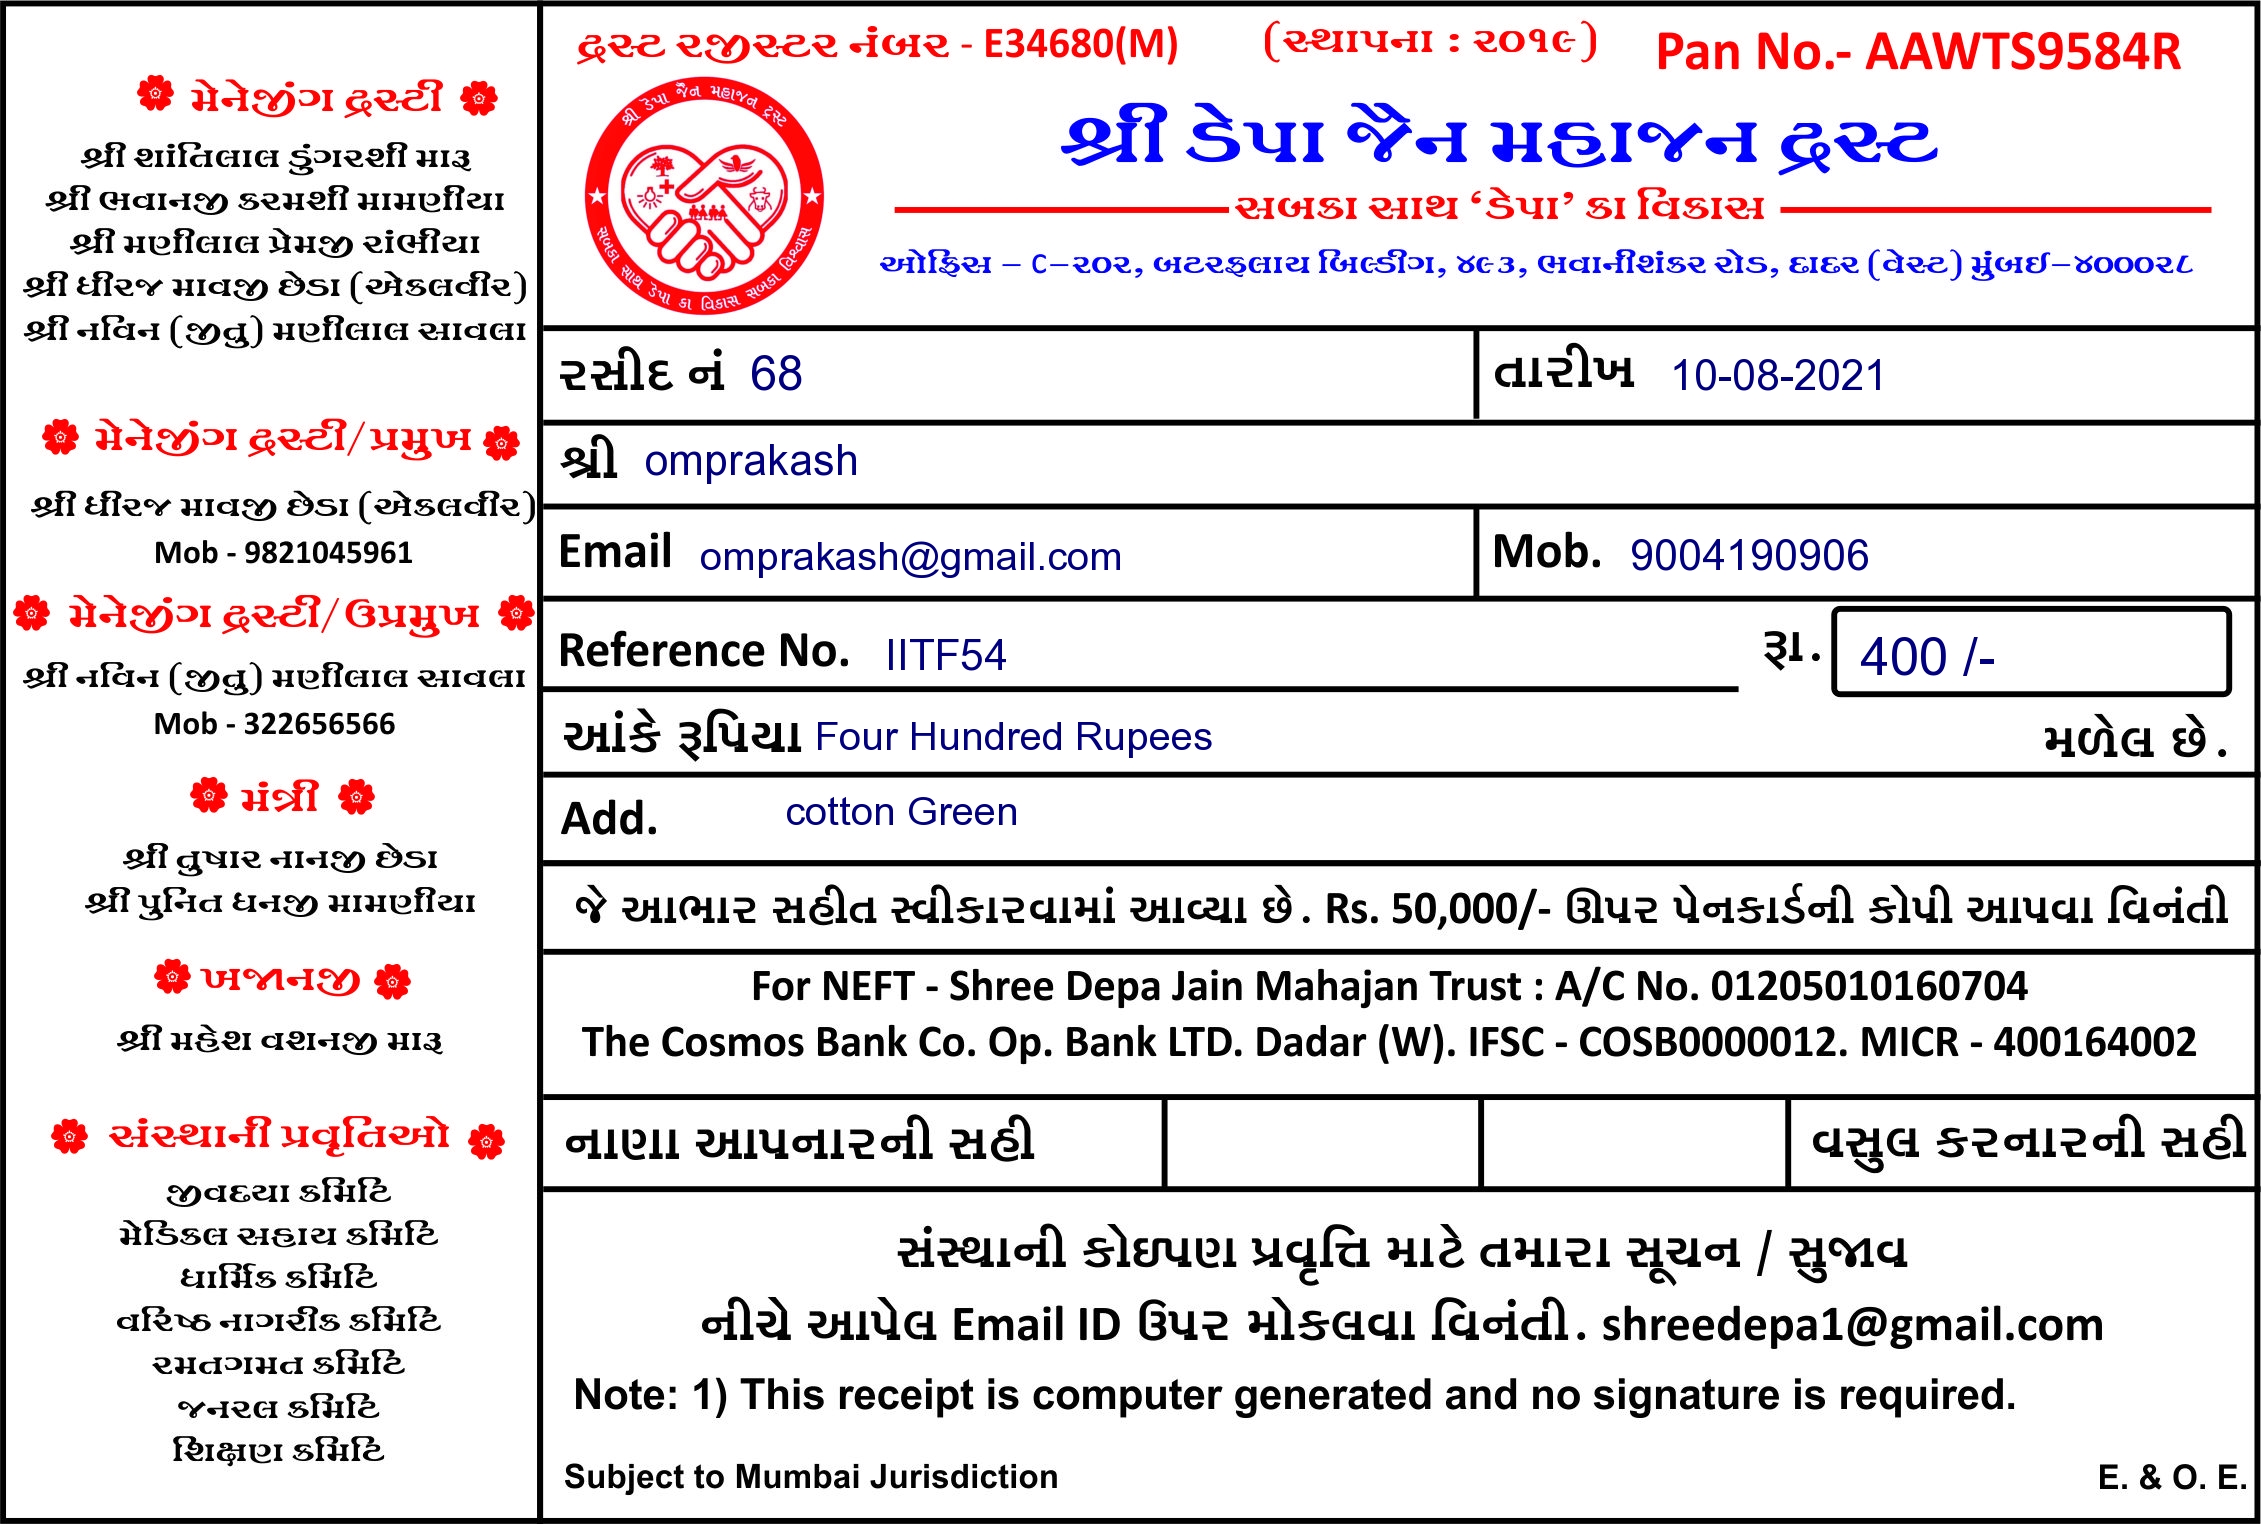 મેનેજીંગ ટ્રસ્ટી
શ્રી શાંતિલાલ ડુંગરશી મારૂ
શ્રી ભવાનજી કરમશી મામણીયા
શ્રી મણીલાલ પ્રેમજી રાંભીયા
શ્રી ધીરજ માવજી છેડા (એકલવીર)
શ્રી નવિન (જીતુ) મણીલાલ સાવલા
મેનેજીંગ ટ્રસ્ટી/પ્રમુખ
શ્રી ધીરજ માવજી છેડા (એકલવીર)
Mob - 9821045961
મેનેજીંગ ટ્રસ્ટી/ઉપ્રમુખ
શ્રી નવિન (જીતુ) મણીલાલ સાવલા
Mob - 322656566
મંત્રી
શ્રી તુષાર નાનજી છેડા
શ્રી પુનિત ધનજી મામણીયા
ખજાનજી
શ્રી મહેશ વશનજી મારૂ
સંસ્થાની પ્રવૃતિઓ
જીવદયા કમિટિ
મેડિકલ સહાય કમિટિ
ધાર્મિક કમિટિ
વરિષ્ઠ નાગરીક કમિટિ
રમતગમત કમિટિ
જનરલ કમિટિ
શિક્ષણ કમિટિ
ટ્રસ્ટ રજીસ્ટર નંબર - E34680(M) (સ્થાપના : ૨૦૧૯) Pan No.- AAWTS9584R
શ્રી ડેપા જૈન મહાજન ટ્રસ્ટ
સબકા સાથ ડેપા કા વિકાસ સબકા વિશ્વાસ
શ્રી ડેપા જૈન મહાજન ટ્રસ્ટ
સબકા સાથ ‘ડેપા’ કા વિકાસ
ઓફિસ – C–૨૦૨, બટરફલાય બિલ્ડીંગ, ૪૯૩, ભવાનીશંકર રોડ, દાદર (વેસ્ટ) મુંબઈ–૪૦૦૦૨૮
રસીદ નં 68 તારીખ 10-08-2021
શ્રી omprakash
Email omprakash@gmail.com Mob. 9004190906
Reference No. IITF54 રૂા. 400 /-
આંકે રૂપિયા Four Hundred Rupees મળેલ છે.
Add. cotton Green
જે આભાર સહીત સ્વીકારવામાં આવ્યા છે. Rs. 50,000/- ઊપર પેનકાર્ડની કોપી આપવા વિનંતી
For NEFT - Shree Depa Jain Mahajan Trust : A/C No. 01205010160704
The Cosmos Bank Co. Op. Bank LTD. Dadar (W). IFSC - COSB0000012. MICR - 400164002
નાણા આપનારની સહી વસુલ કરનારની સહી
સંસ્થાની કોઇપણ પ્રવૃત્તિ માટે તમારા સૂચન / સુજાવ
નીચે આપેલ Email ID ઉપર મોકલવા વિનંતી. shreedepa1@gmail.com
Note: 1) This receipt is computer generated and no signature is required.
Subject to Mumbai Jurisdiction E. & O. E.